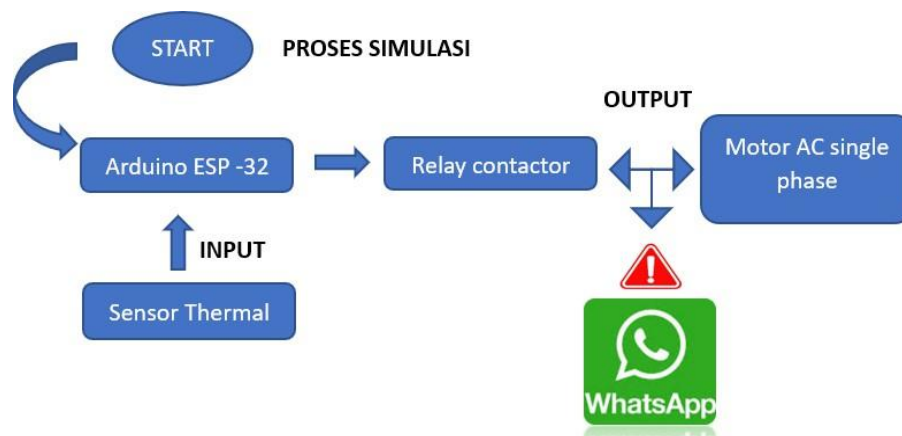 START
PROSES SIMULASI
OUTPUT
Arduino ESP -32
Relay contactor
Motor AC single
phase
INPUT
Sensor Thermal
!
WhatsApp